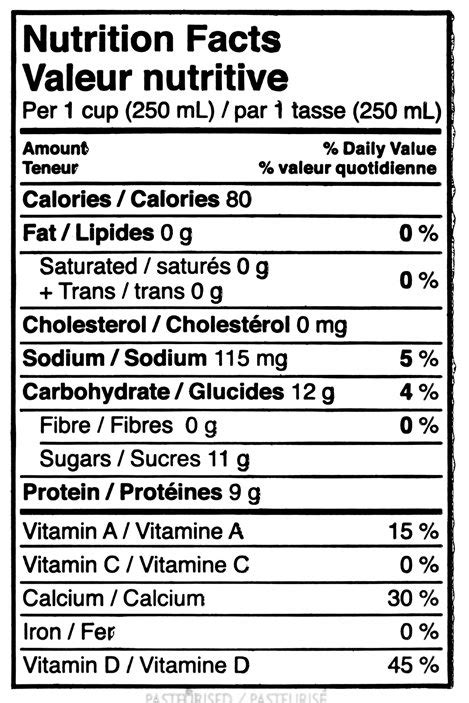 Nutrition Facts
Valeur nutritive
Per 1 cup (250 mL) / par 1 tasse (250 mL)
Amount % Daily Value
Teneur % valeur quotidienne
Calories / Calories 80
Fat / Lipides 0 g 0 %
Saturated / saturés 0 g
+ Trans / trans 0 g 0 %
Cholesterol / Cholestérol 0 mg
Sodium / Sodium 115 mg 5 %
Carbohydrate / Glucides 12 g 4 %
Fibre / Fibres 0 g 0 %
Sugars / Sucres 11 g
Protein / Protéines 9 g
Vitamin A / Vitamine A 15 %
Vitamin C / Vitamine C 0 %
Calcium / Calcium 30 %
Iron / Fer 0 %
Vitamin D / Vitamine D 45 %
PASTEORISED / PASTEURISÉ